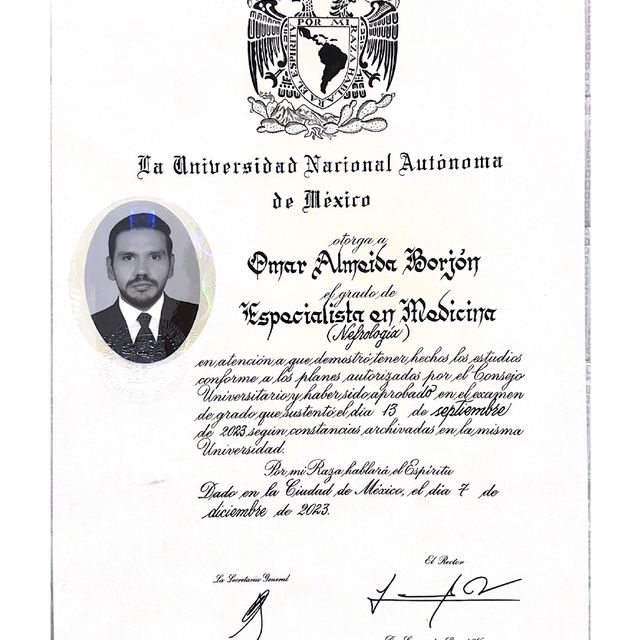 POR MI RAZA HABLARA EL ESPIRITU
La Universidad Nacional Autónoma
de México
otorga a
Omar Almeida Borjón
el grado de
Especialista en Medicina
(Nefrología)
en atención a que demostró tener hechos los estudios
conforme a los planes autorizados por el Consejo
Universitario y haber sido aprobado en el examen
de grado que sustentó el día 13 de septiembre
de 2023 según constancias archivadas en la misma
Universidad.
Por mi Raza hablará el Espíritu
Dado en la Ciudad de México, el día 7 de
diciembre de 2023.
El Rector
La Secretaria General